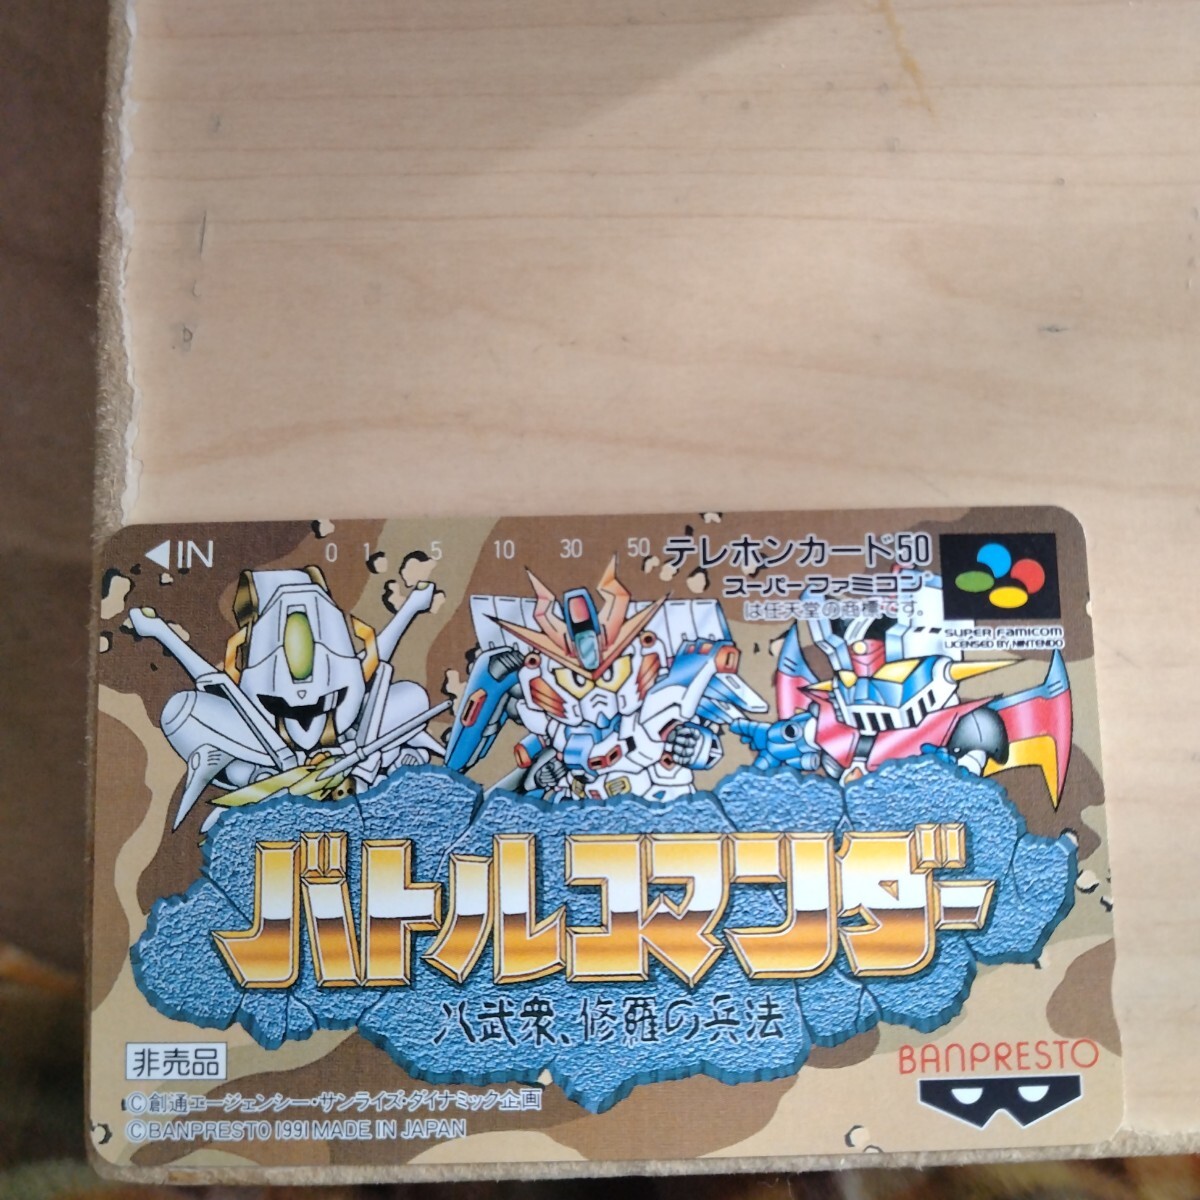 ◀IN
0 1 5 10 30 50
テレホンカード50
スーパーファミコン
は任天堂の商標です。
SUPER FAMICOM
LICENSED BY NINTENDO
バトルコマンダー
八武衆、修羅の兵法
非売品
BANPRESTO
©創通エージェンシー・サンライズ・ダイナミック企画
©BANPRESTO 1991 MADE IN JAPAN